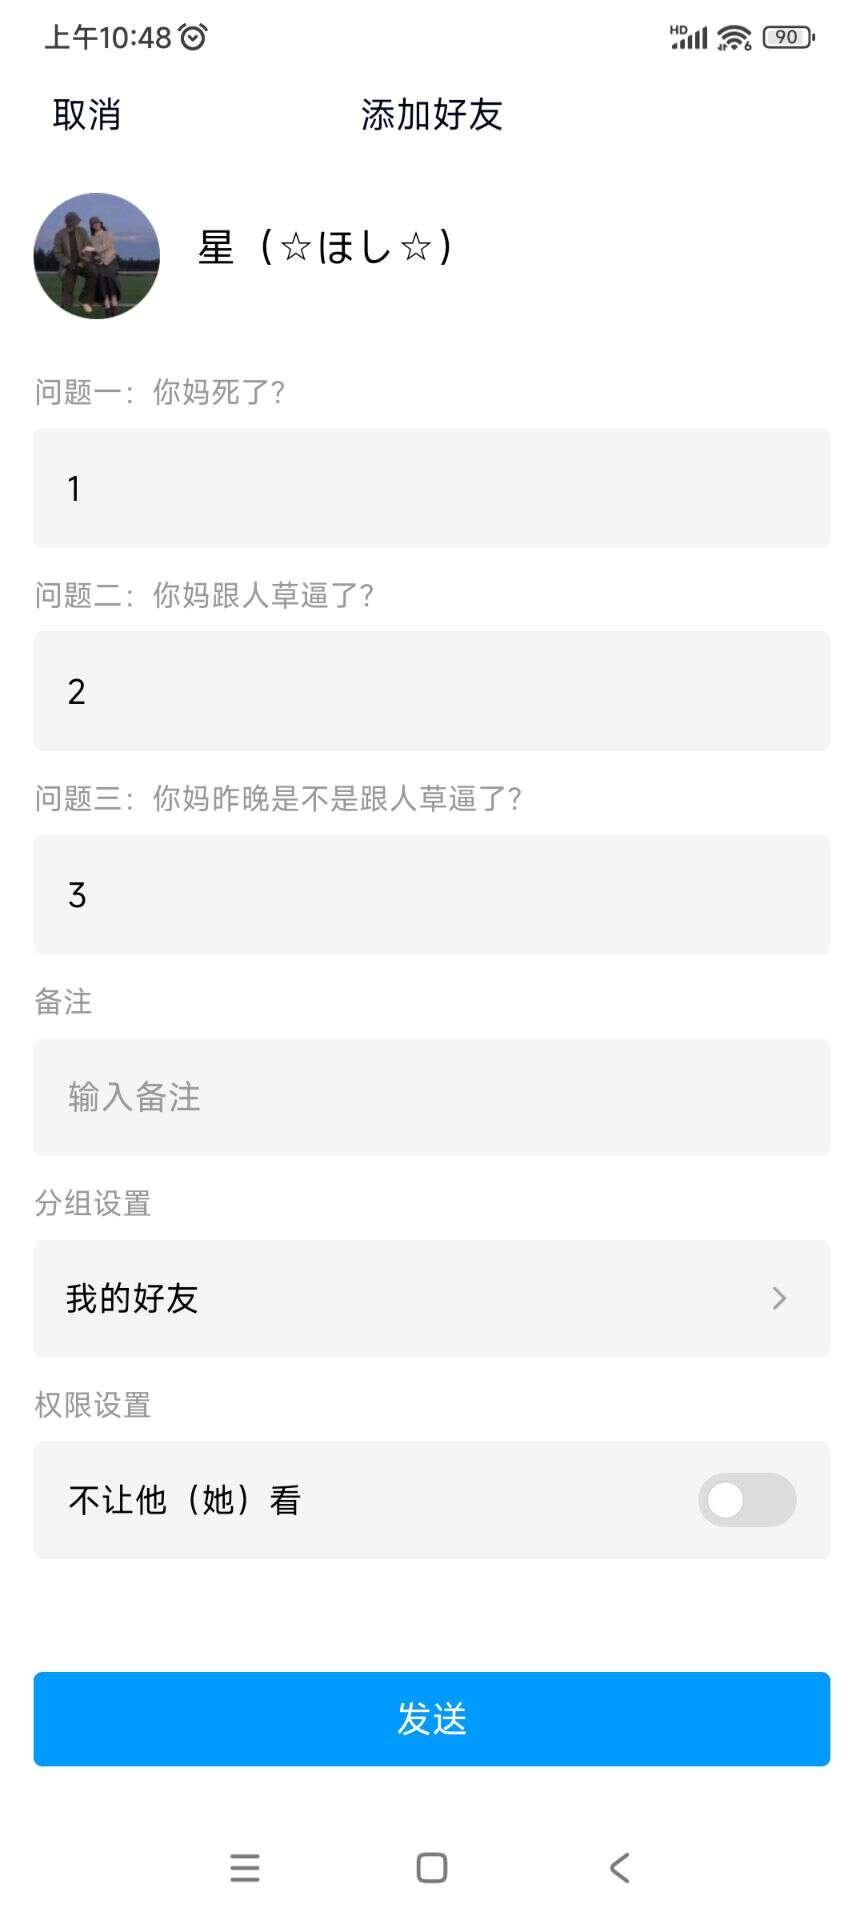 上午10:48
HD
6
90
取消
添加好友
星（☆ほし☆）
问题一：你妈死了？
1
问题二：你妈跟人草逼了？
2
问题三：你妈昨晚是不是跟人草逼了？
3
备注
输入备注
分组设置
我的好友
权限设置
不让他（她）看
发送